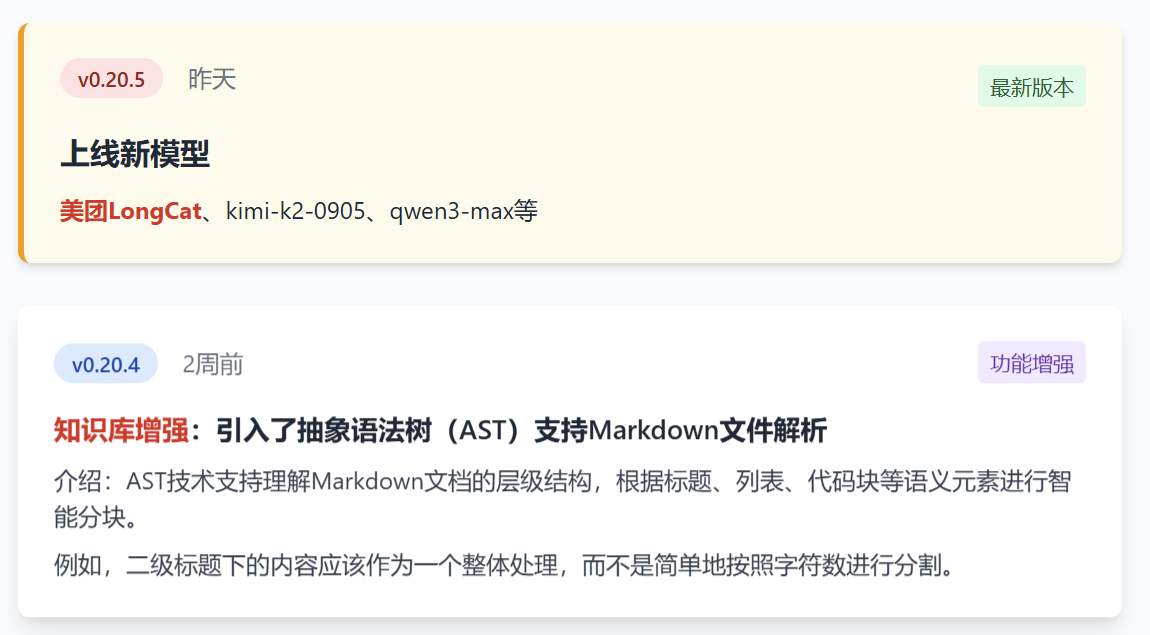 v0.20.5 昨天 最新版本
上线新模型
美团LongCat、kimi-k2-0905、qwen3-max等
v0.20.4 2周前 功能增强
知识库增强：引入了抽象语法树（AST）支持Markdown文件解析
介绍：AST技术支持理解Markdown文档的层级结构，根据标题、列表、代码块等语义元素进行智
能分块。
例如，二级标题下的内容应该作为一个整体处理，而不是简单地按照字符数进行分割。